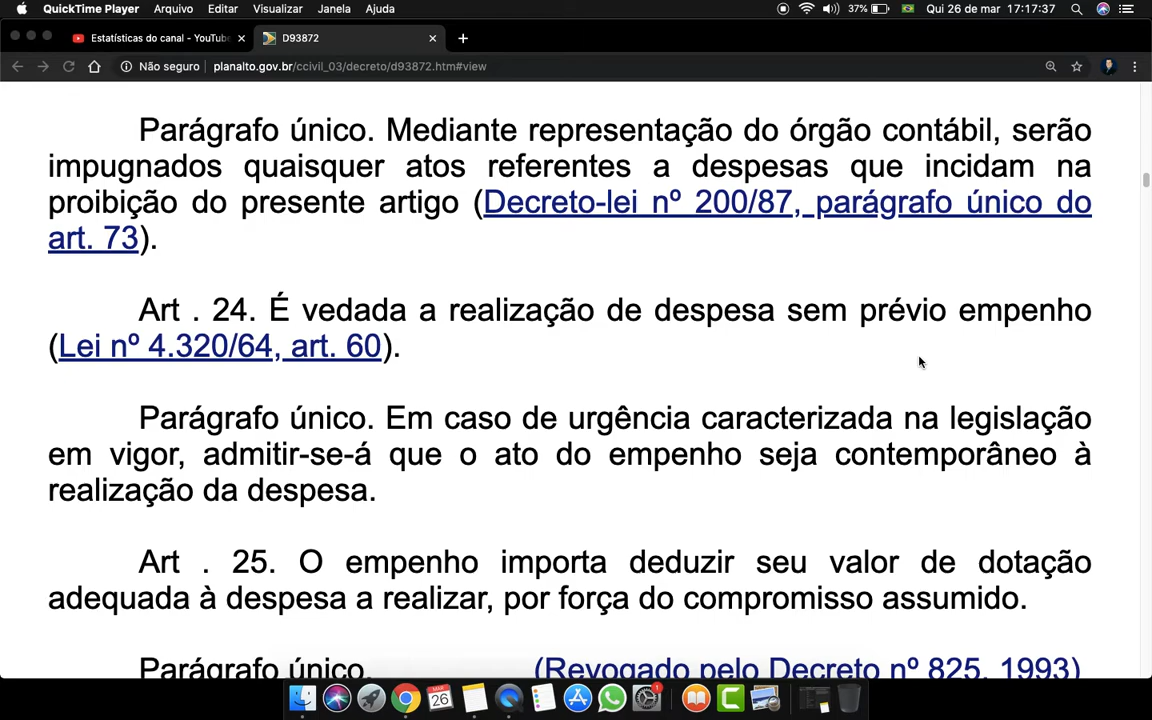 QuickTime Player Arquivo Editar Visualizar Janela Ajuda 37% Qui 26 de mar 17:17:37
Estatísticas do canal - YouTube D93872
Não seguro planalto.gov.br/ccivil_03/decreto/d93872.htm#view
Parágrafo único. Mediante representação do órgão contábil, serão
impugnados quaisquer atos referentes a despesas que incidam na
proibição do presente artigo (Decreto-lei nº 200/87, parágrafo único do
art. 73).
Art . 24. É vedada a realização de despesa sem prévio empenho
(Lei nº 4.320/64, art. 60).
Parágrafo único. Em caso de urgência caracterizada na legislação
em vigor, admitir-se-á que o ato do empenho seja contemporâneo à
realização da despesa.
Art . 25. O empenho importa deduzir seu valor de dotação
adequada à despesa a realizar, por força do compromisso assumido.
Parágrafo único. (Revogado pelo Decreto nº 825, 1993)
26 1